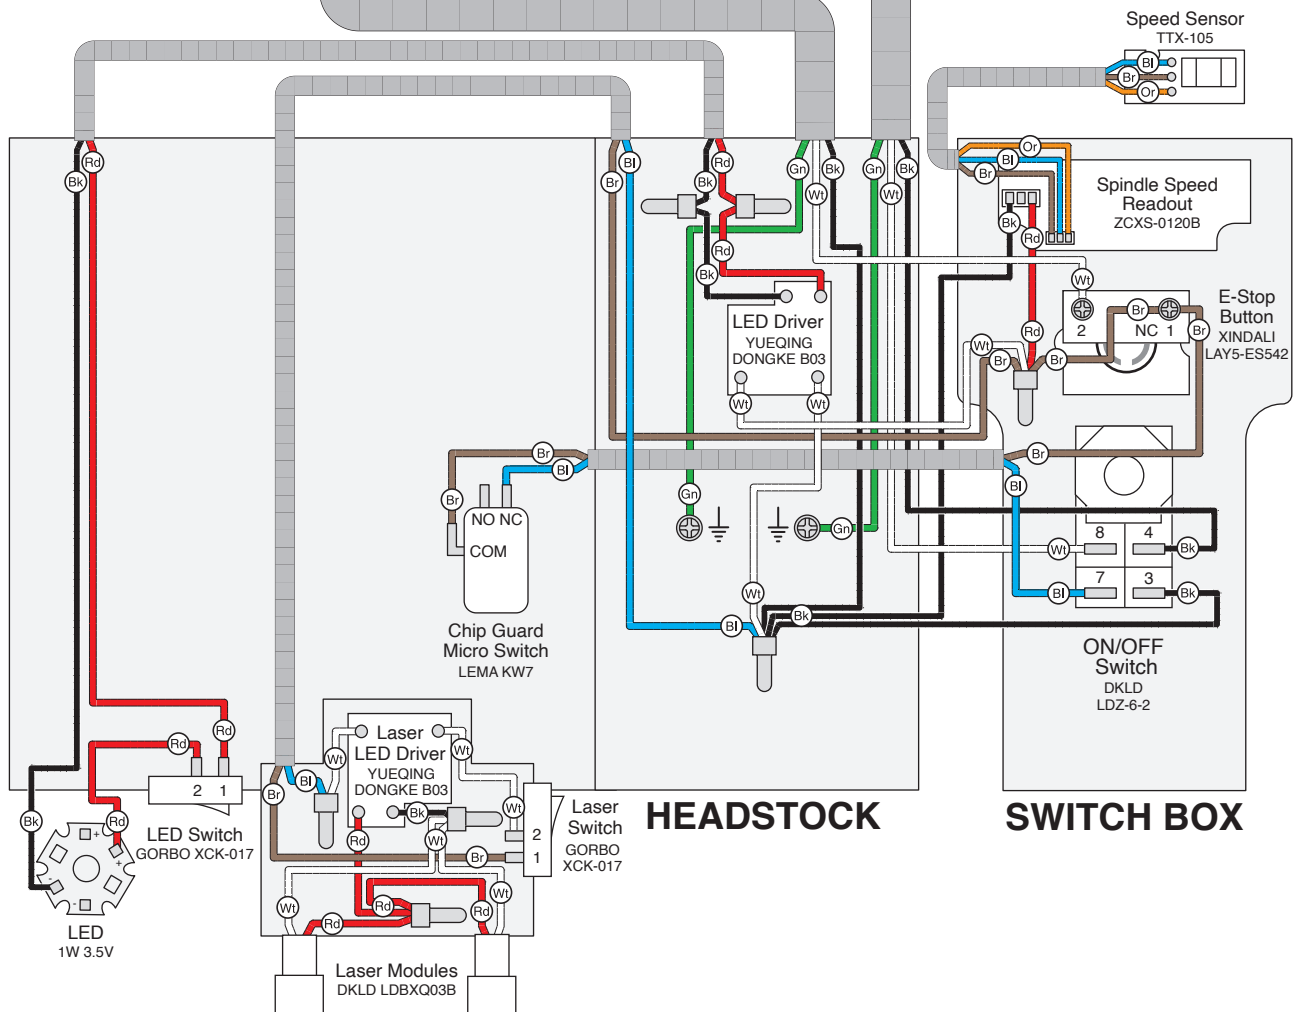 Speed Sensor
TTX-105
Bl
Br
Or
Rd
Bk
Br
Bl
Bk
Rd
Gn
Wt
Bk
Gn
Wt
Bk
Or
Bl
Br
Spindle Speed
Readout
ZCXS-0120B
Bk
Rd
Rd
Bk
Wt
E-Stop
Button
XINDALI
LAY5-ES542
2
NC 1
Br
Br
LED Driver
YUEQING
DONGKE B03
Rd
Wt
Br
Br
Wt
Wt
Br
Bl
Br
Br
Bl
NO NC
COM
Gn
Gn
8
4
Wt
Bk
7
3
Bl
Bk
Wt
Bl
Bk
Chip Guard
Micro Switch
LEMA KW7
ON/OFF
Switch
DKLD
LDZ-6-2
Rd
Rd
2 1
LED Switch
GORBO XCK-017
Laser
LED Driver
YUEQING
DONGKE B03
Wt
Wt
Bl
Br
Bk
Wt
Rd
Wt
Br
2
1
Laser
Switch
GORBO
XCK-017
HEADSTOCK
SWITCH BOX
Bk
Rd
+
+
-
-
LED
1W 3.5V
Wt
Rd
Rd
Rd
Wt
Laser Modules
DKLD LDBXQ03B